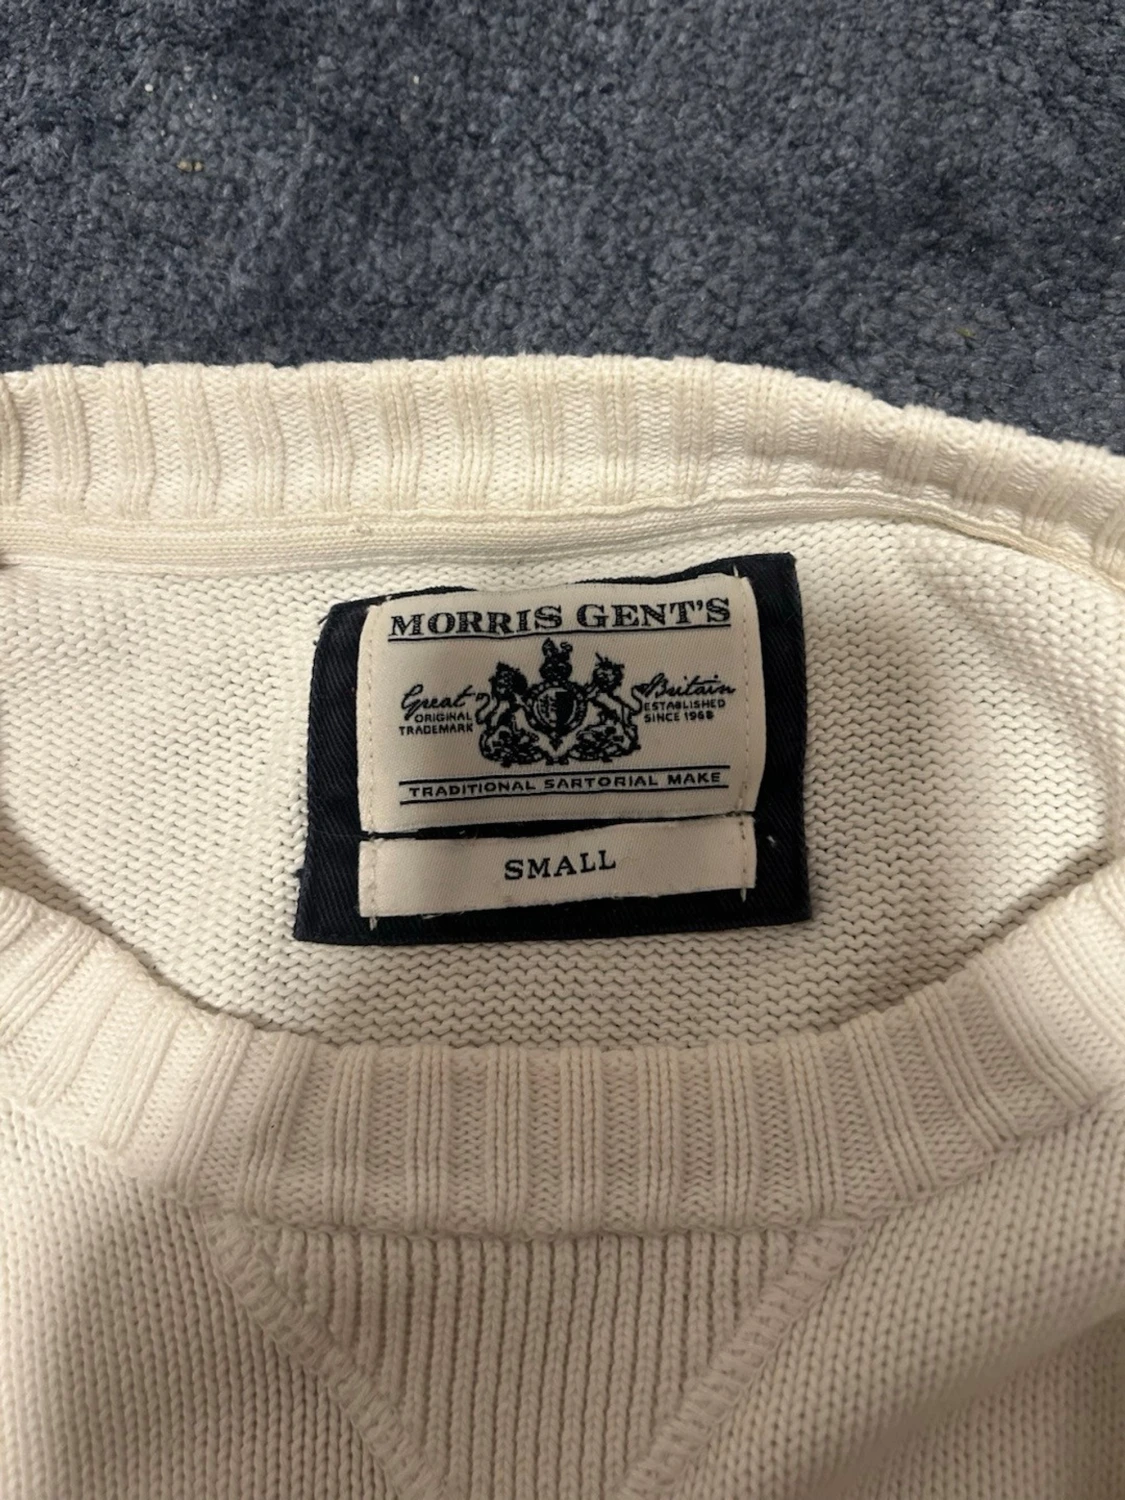 MORRIS GENT'S
Great Britain
ORIGINAL TRADEMARK
ESTABLISHED SINCE 1968
TRADITIONAL SARTORIAL MAKE
SMALL